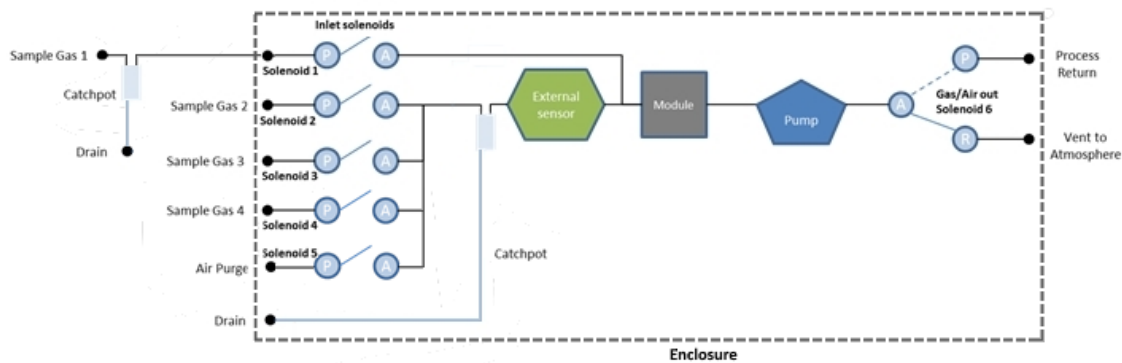 Inlet solenoids
Sample Gas 1
P
A
Solenoid 1
Catchpot
Drain
Sample Gas 2
P
A
Solenoid 2
Sample Gas 3
P
A
Solenoid 3
Sample Gas 4
P
A
Solenoid 4
Solenoid 5
Air Purge
P
A
Drain
Catchpot
External
sensor
Module
Pump
A
P
Gas/Air out
Solenoid 6
R
Process
Return
Vent to
Atmosphere
Enclosure